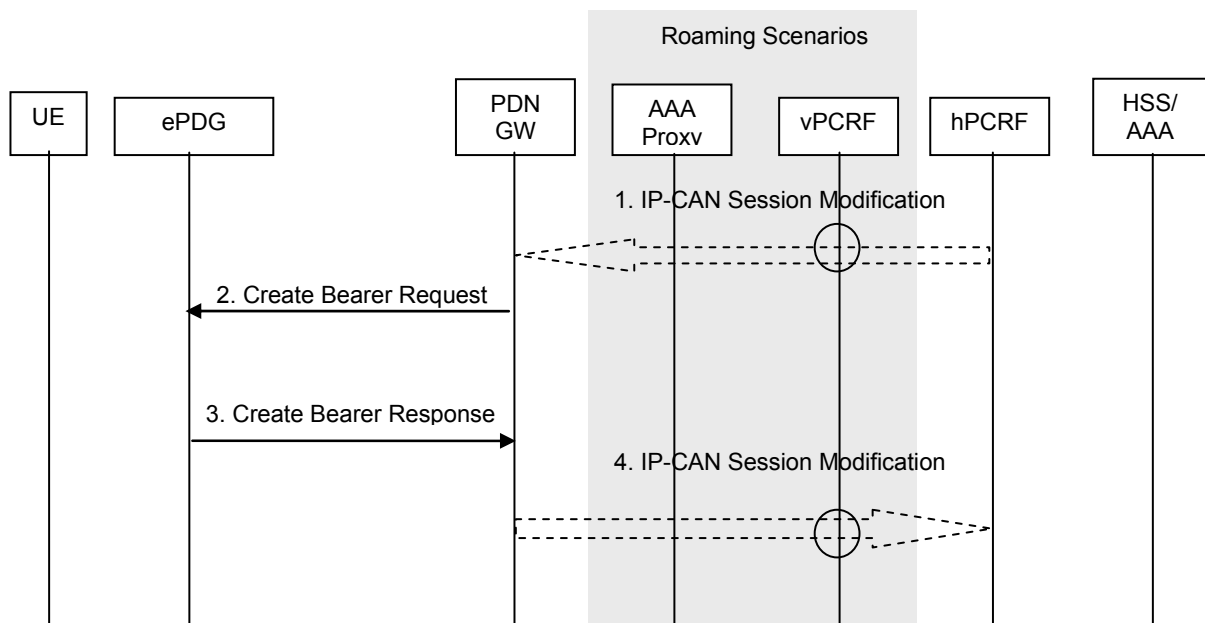 Roaming Scenarios
UE
ePDG
PDN
GW
AAA
Proxv
vPCRF
hPCRF
HSS/
AAA
1. IP-CAN Session Modification
2. Create Bearer Request
3. Create Bearer Response
4. IP-CAN Session Modification